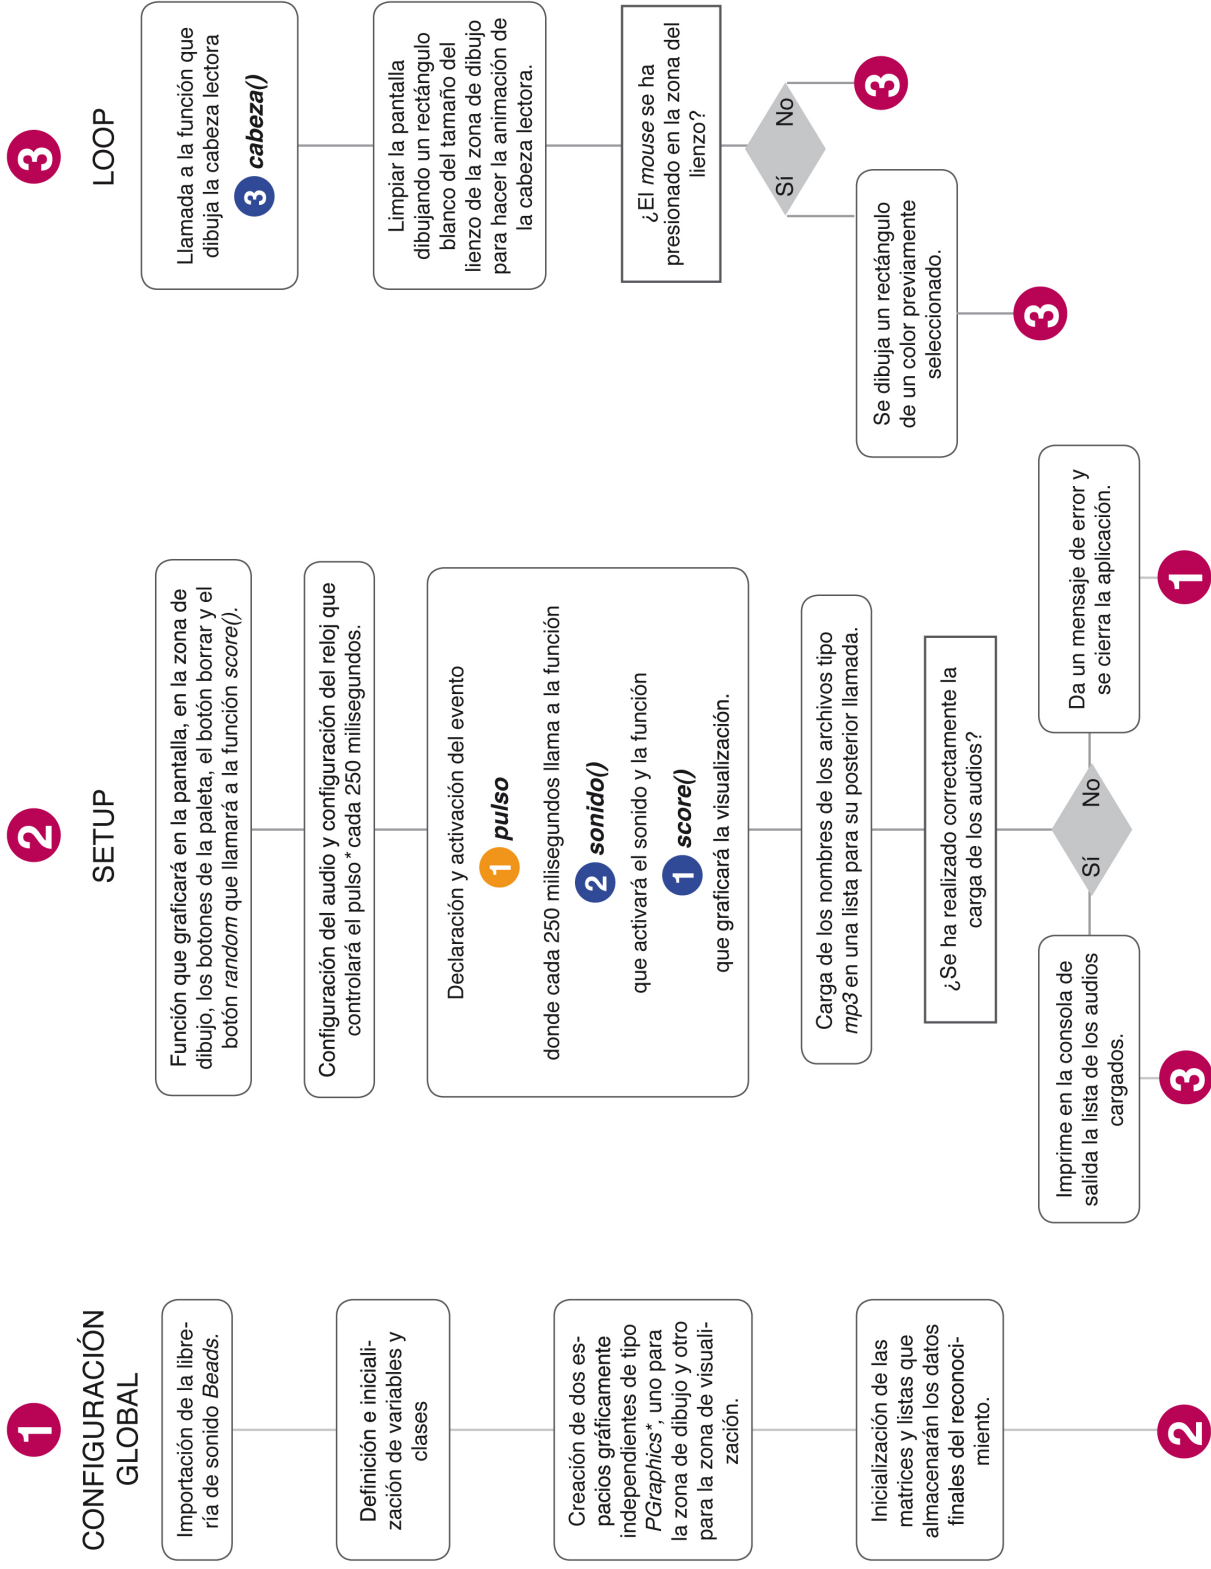 1
CONFIGURACIÓN
GLOBAL
Importación de la libre-
ría de sonido Beads.
Definición e iniciali-
zación de variables y
clases
Creación de dos es-
pacios gráficamente
independientes de tipo
PGraphics*, uno para
la zona de dibujo y otro
para la zona de visuali-
zación.
Inicialización de las
matrices y listas que
almacenarán los datos
finales del reconoci-
miento.
2
2
SETUP
Función que graficará en la pantalla, en la zona de
dibujo, los botones de la paleta, el botón borrar y el
botón random que llamará a la función score().
Configuración del audio y configuración del reloj que
controlará el pulso* cada 250 milisegundos.
Declaración y activación del evento
1 pulso
donde cada 250 milisegundos llama a la función
2 sonido()
que activará el sonido y la función
1 score()
que graficará la visualización.
Carga de los nombres de los archivos tipo
mp3 en una lista para su posterior llamada.
¿Se ha realizado correctamente la
carga de los audios?
Sí
No
Imprime en la consola de
salida la lista de los audios
cargados.
3
Da un mensaje de error y
se cierra la aplicación.
1
3
LOOP
Llamada a la función que
dibuja la cabeza lectora
3 cabeza()
Limpiar la pantalla
dibujando un rectángulo
blanco del tamaño del
lienzo de la zona de dibujo
para hacer la animación de
la cabeza lectora.
¿El mouse se ha
presionado en la zona del
lienzo?
Sí
No
Se dibuja un rectángulo
de un color previamente
seleccionado.
3
3